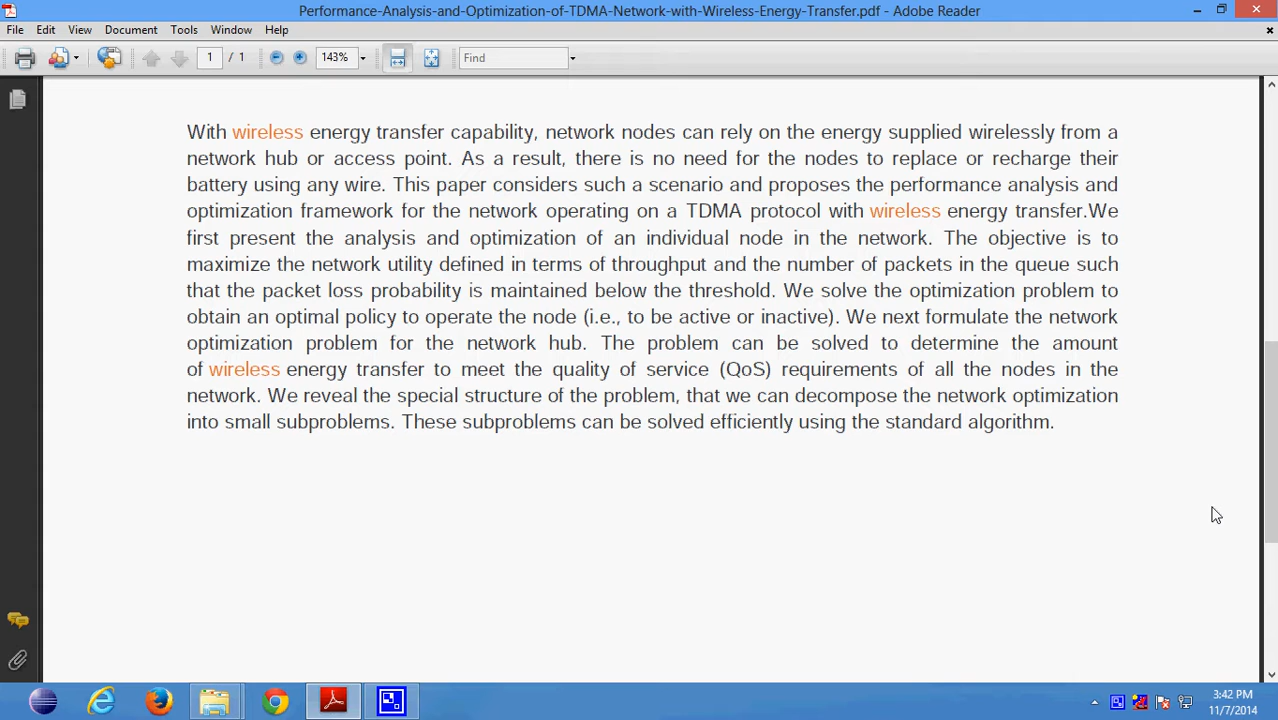 Performance-Analysis-and-Optimization-of-TDMA-Network-with-Wireless-Energy-Transfer.pdf - Adobe Reader
File Edit View Document Tools Window Help
1 / 1 143% Find
With wireless energy transfer capability, network nodes can rely on the energy supplied wirelessly from a
network hub or access point. As a result, there is no need for the nodes to replace or recharge their
battery using any wire. This paper considers such a scenario and proposes the performance analysis and
optimization framework for the network operating on a TDMA protocol with wireless energy transfer.We
first present the analysis and optimization of an individual node in the network. The objective is to
maximize the network utility defined in terms of throughput and the number of packets in the queue such
that the packet loss probability is maintained below the threshold. We solve the optimization problem to
obtain an optimal policy to operate the node (i.e., to be active or inactive). We next formulate the network
optimization problem for the network hub. The problem can be solved to determine the amount
of wireless energy transfer to meet the quality of service (QoS) requirements of all the nodes in the
network. We reveal the special structure of the problem, that we can decompose the network optimization
into small subproblems. These subproblems can be solved efficiently using the standard algorithm.
3:42 PM
11/7/2014